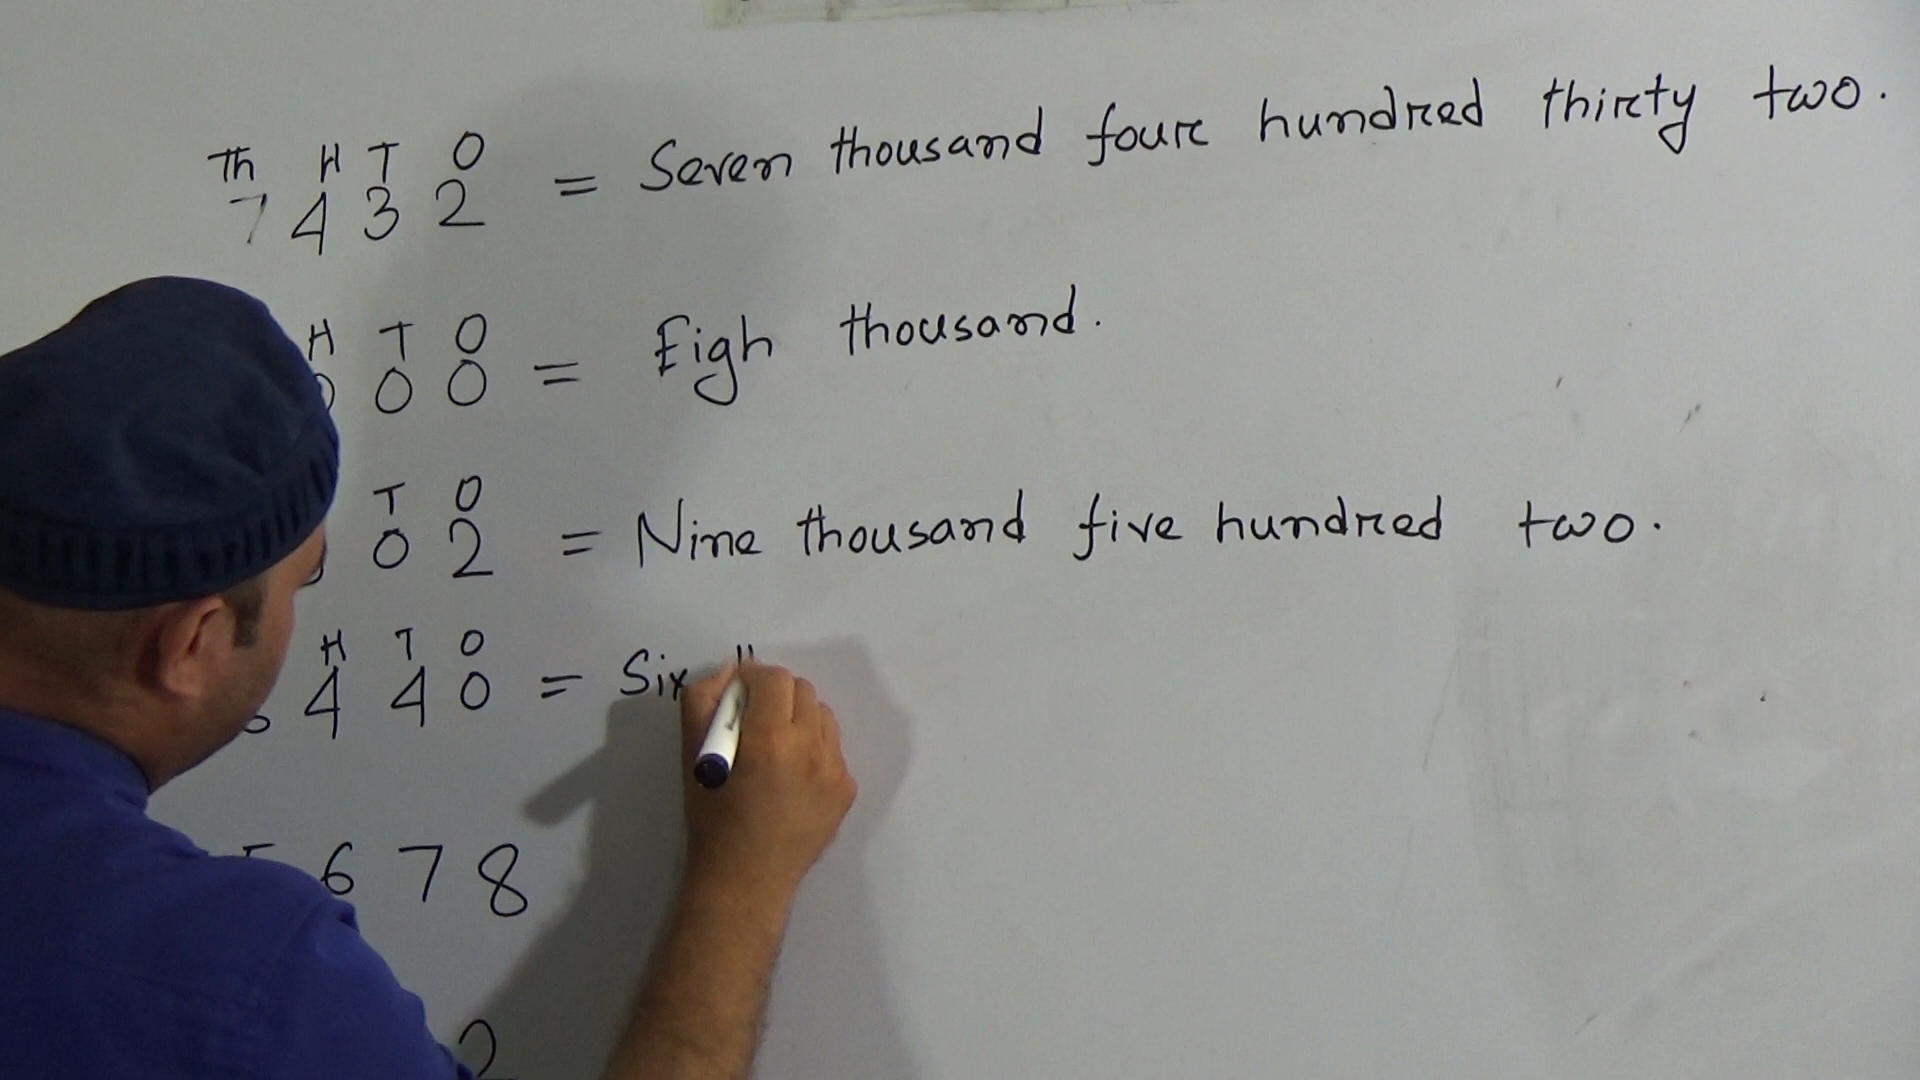 Th H T O
7 4 3 2 = Seven thousand four hundred thirty two.
H T O
0 0 0 = Eigh thousand.
T O
0 2 = Nine thousand five hundred two.
H T O
4 4 0 = Six
6 7 8
2